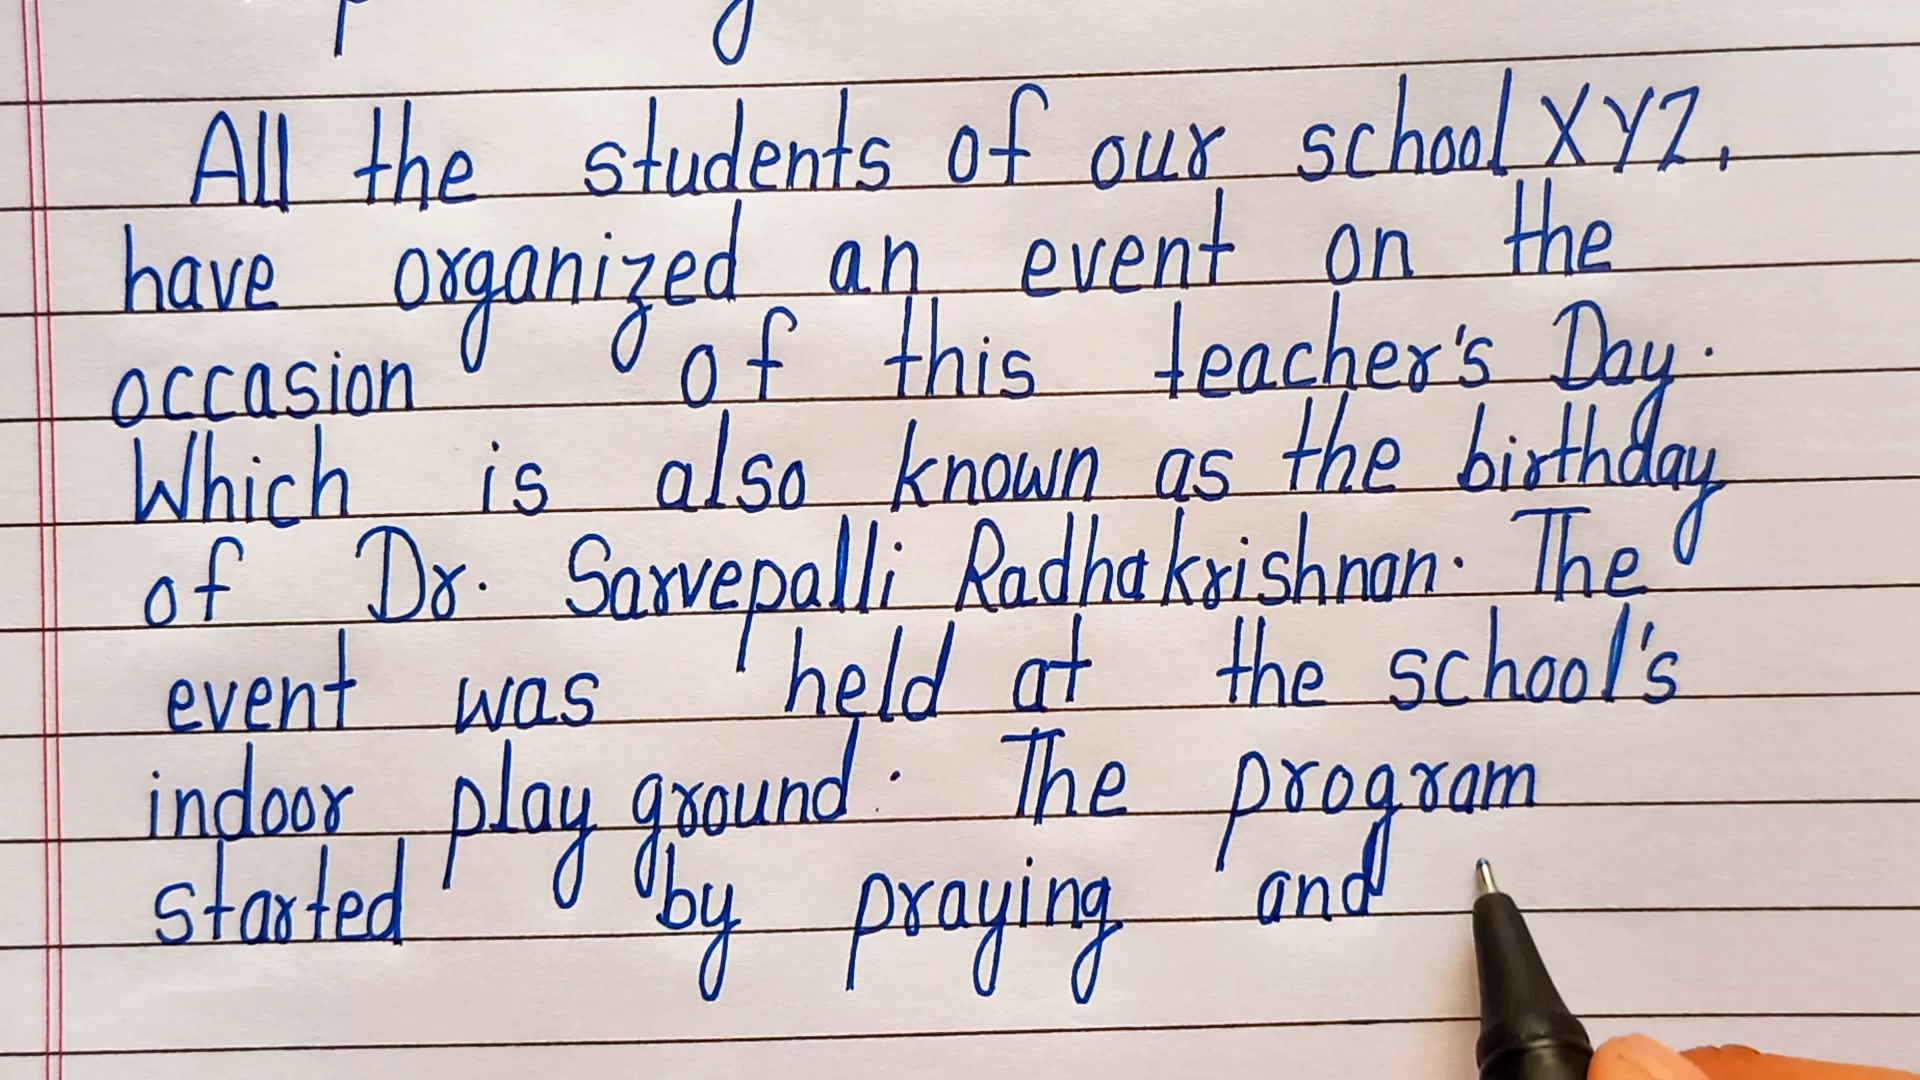 All the students of our school XYZ,
have organized an event on the
occasion of this teacher's Day.
Which is also known as the birthday
of Dr. Sarvepalli Radhakrishnan. The
event was held at the school's
indoor play ground. The program
started by praying and